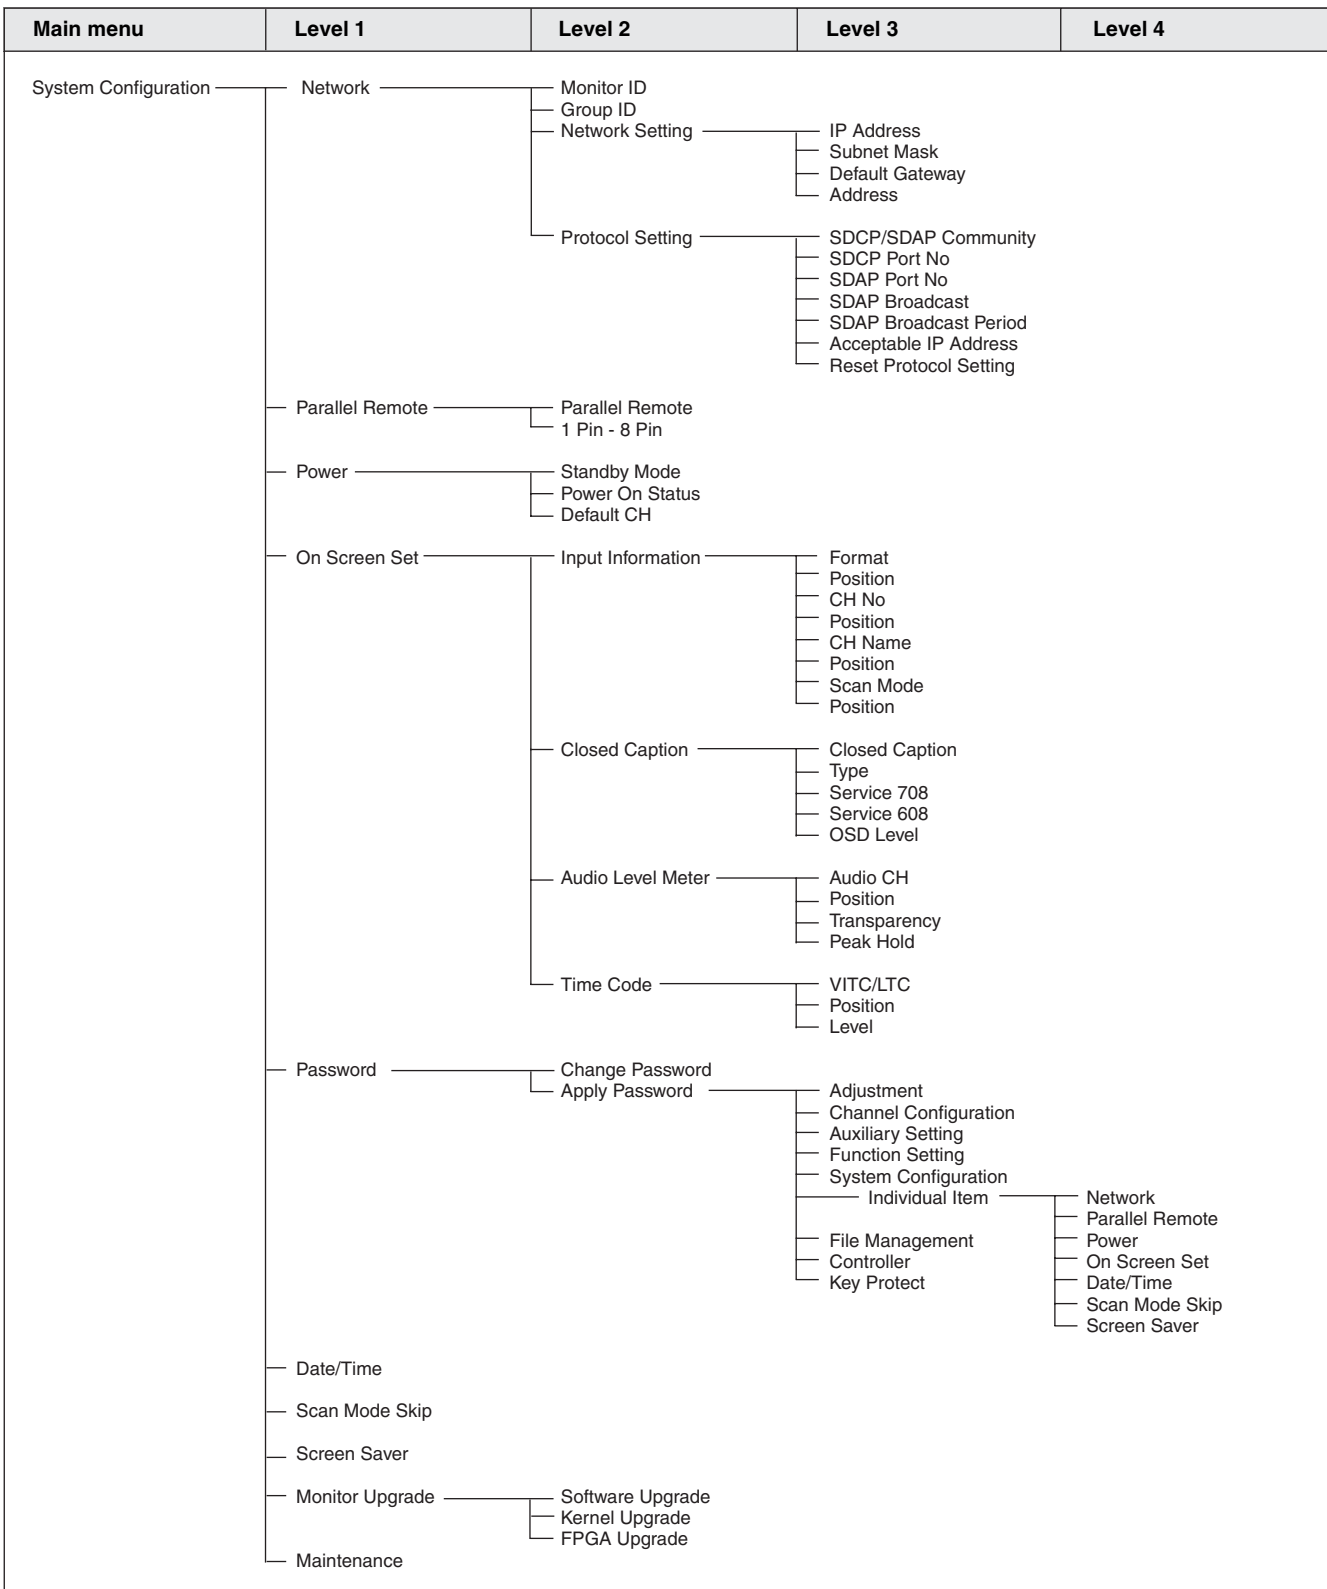 Main menu Level 1 Level 2 Level 3 Level 4
System Configuration Network Monitor ID
Group ID
Network Setting IP Address
Subnet Mask
Default Gateway
Address
Protocol Setting SDCP/SDAP Community
SDCP Port No
SDAP Port No
SDAP Broadcast
SDAP Broadcast Period
Acceptable IP Address
Reset Protocol Setting
Parallel Remote Parallel Remote
1 Pin - 8 Pin
Power Standby Mode
Power On Status
Default CH
On Screen Set Input Information Format
Position
CH No
Position
CH Name
Position
Scan Mode
Position
Closed Caption Closed Caption
Type
Service 708
Service 608
OSD Level
Audio Level Meter Audio CH
Position
Transparency
Peak Hold
Time Code VITC/LTC
Position
Level
Password Change Password
Apply Password Adjustment
Channel Configuration
Auxiliary Setting
Function Setting
System Configuration
Individual Item Network
Parallel Remote
File Management Power
Controller On Screen Set
Key Protect Date/Time
Scan Mode Skip
Screen Saver
Date/Time
Scan Mode Skip
Screen Saver
Monitor Upgrade Software Upgrade
Kernel Upgrade
FPGA Upgrade
Maintenance